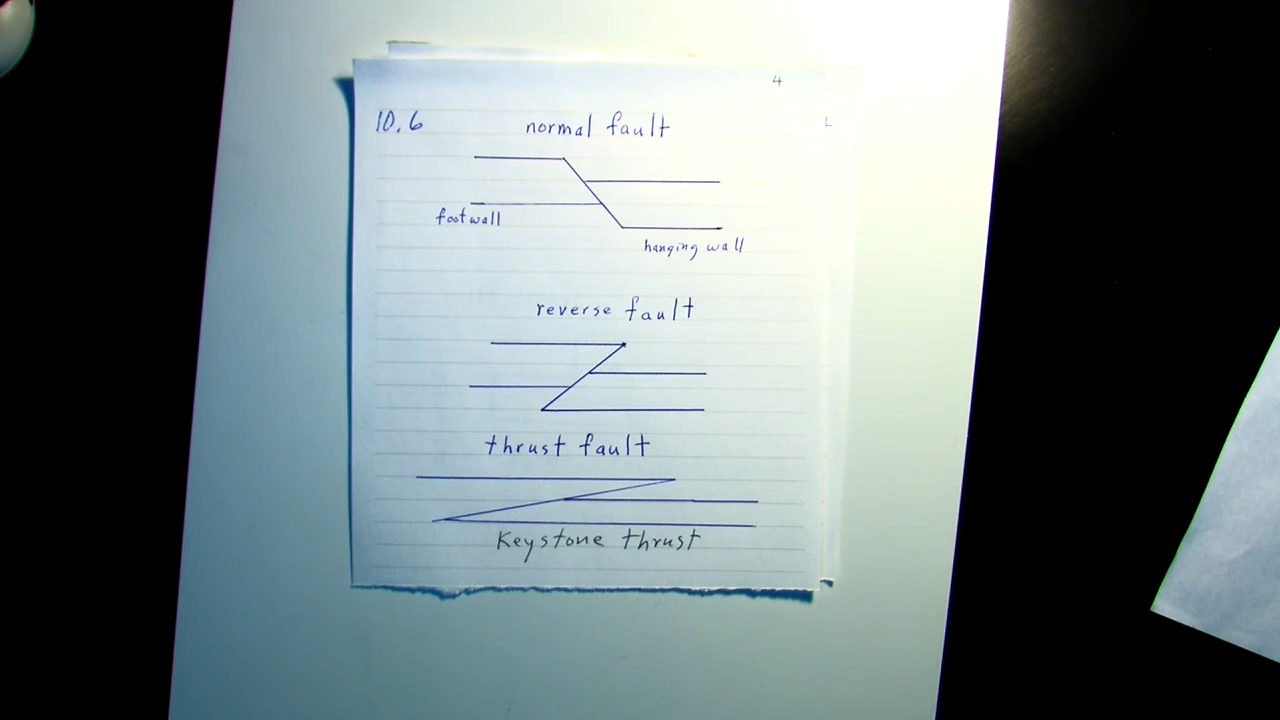 4
10.6
normal fault
L
footwall
hanging wall
reverse fault
thrust fault
Keystone thrust